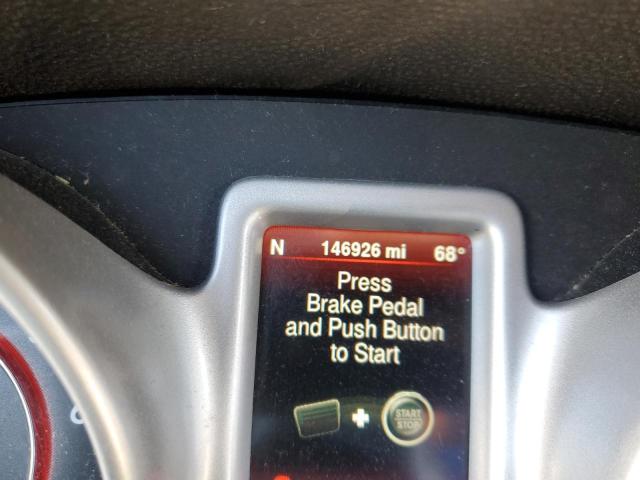 N 146926 mi 68°
Press
Brake Pedal
and Push Button
to Start
START
STOP